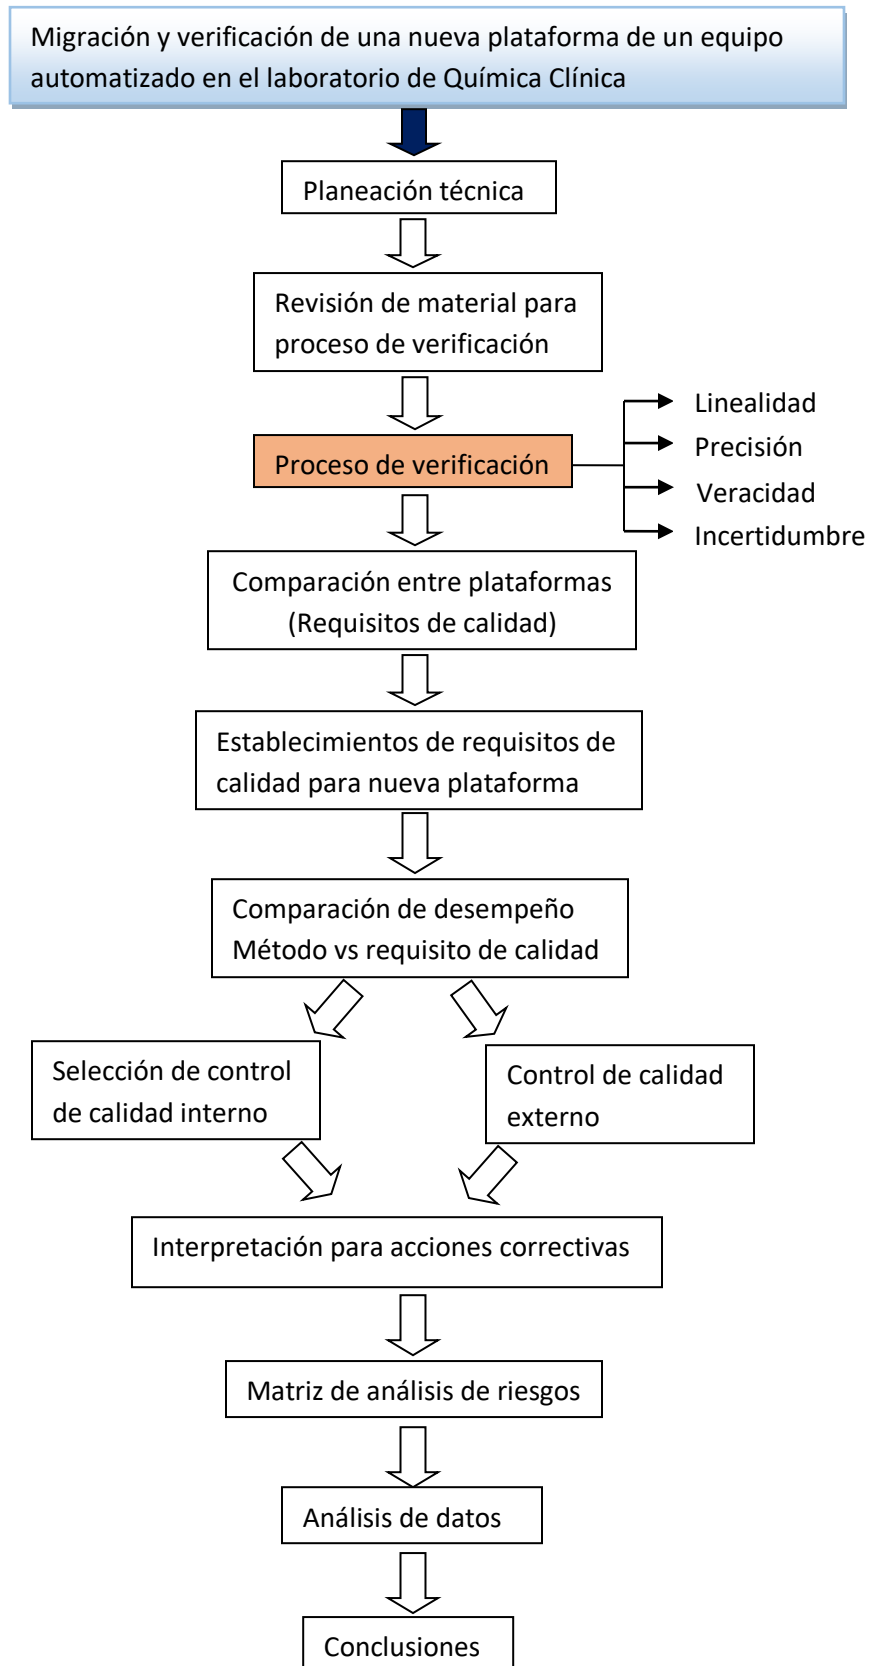 Migración y verificación de una nueva plataforma de un equipo
automatizado en el laboratorio de Química Clínica
Planeación técnica
Revisión de material para
proceso de verificación
Proceso de verificación
Linealidad
Precisión
Veracidad
Incertidumbre
Comparación entre plataformas
(Requisitos de calidad)
Establecimientos de requisitos de
calidad para nueva plataforma
Comparación de desempeño
Método vs requisito de calidad
Selección de control
de calidad interno
Control de calidad
externo
Interpretación para acciones correctivas
Matriz de análisis de riesgos
Análisis de datos
Conclusiones